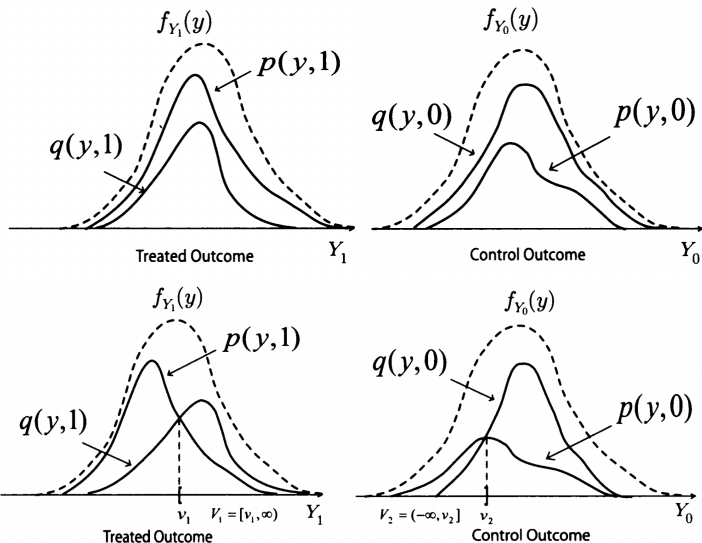 f_{Y_1}(y)
p(y,1)
q(y,1)
Treated Outcome
Y_1
f_{Y_0}(y)
q(y,0)
p(y,0)
Control Outcome
Y_0
f_{Y_1}(y)
p(y,1)
q(y,1)
v_1
V_1 = [v_1,∞)
Y_1
Treated Outcome
f_{Y_0}(y)
q(y,0)
p(y,0)
V_2 = (-∞,v_2]
v_2
Y_0
Control Outcome